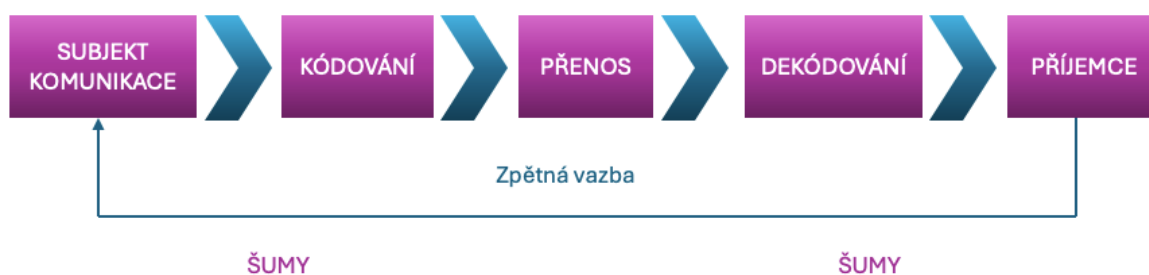 SUBJEKT
KOMUNIKACE
KÓDOVÁNÍ
PŘENOS
DEKÓDOVÁNÍ
PŘÍJEMCE
Zpětná vazba
ŠUMY
ŠUMY